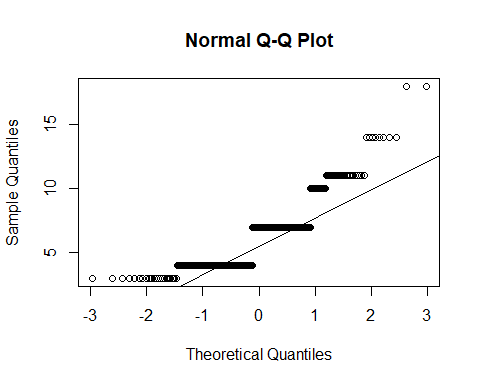 Normal Q-Q Plot
Sample Quantiles
15
10
5
-3 -2 -1 0 1 2 3
Theoretical Quantiles